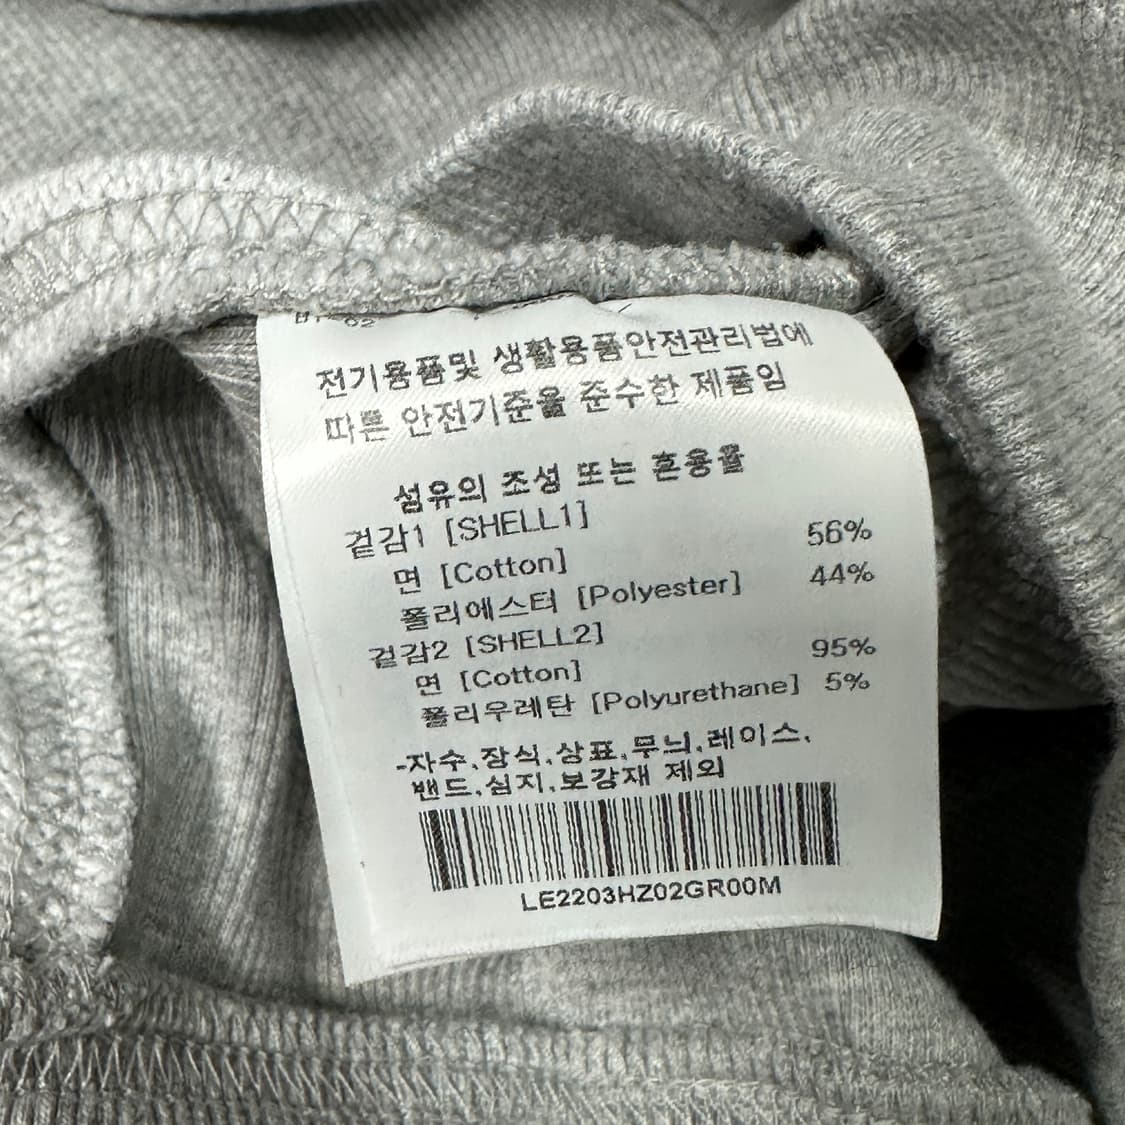 전기용품및 생활용품안전관리법에
따른 안전기준을 준수한 제품임
섬유의 조성 또는 혼용율
겉감1 [SHELL1]
면 [Cotton] 56%
폴리에스터 [Polyester] 44%
겉감2 [SHELL2]
면 [Cotton] 95%
폴리우레탄 [Polyurethane] 5%
-자수,장식,상표,무늬,레이스,
밴드,심지,보강재 제외
LE2203HZ02GR00M